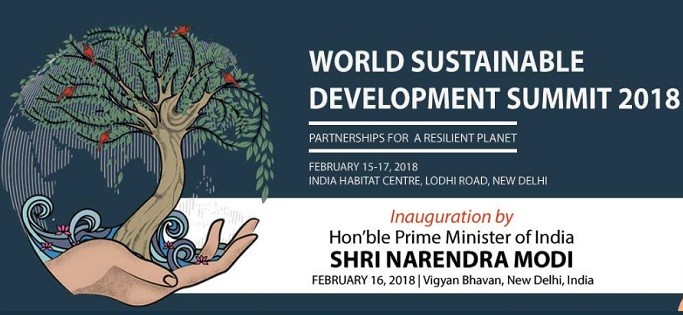 WORLD SUSTAINABLE
DEVELOPMENT SUMMIT 2018
PARTNERSHIPS FOR A RESILIENT PLANET
FEBRUARY 15-17, 2018
INDIA HABITAT CENTRE, LODHI ROAD, NEW DELHI
Inauguration by
Hon'ble Prime Minister of India
SHRI NARENDRA MODI
FEBRUARY 16, 2018 | Vigyan Bhavan, New Delhi, India